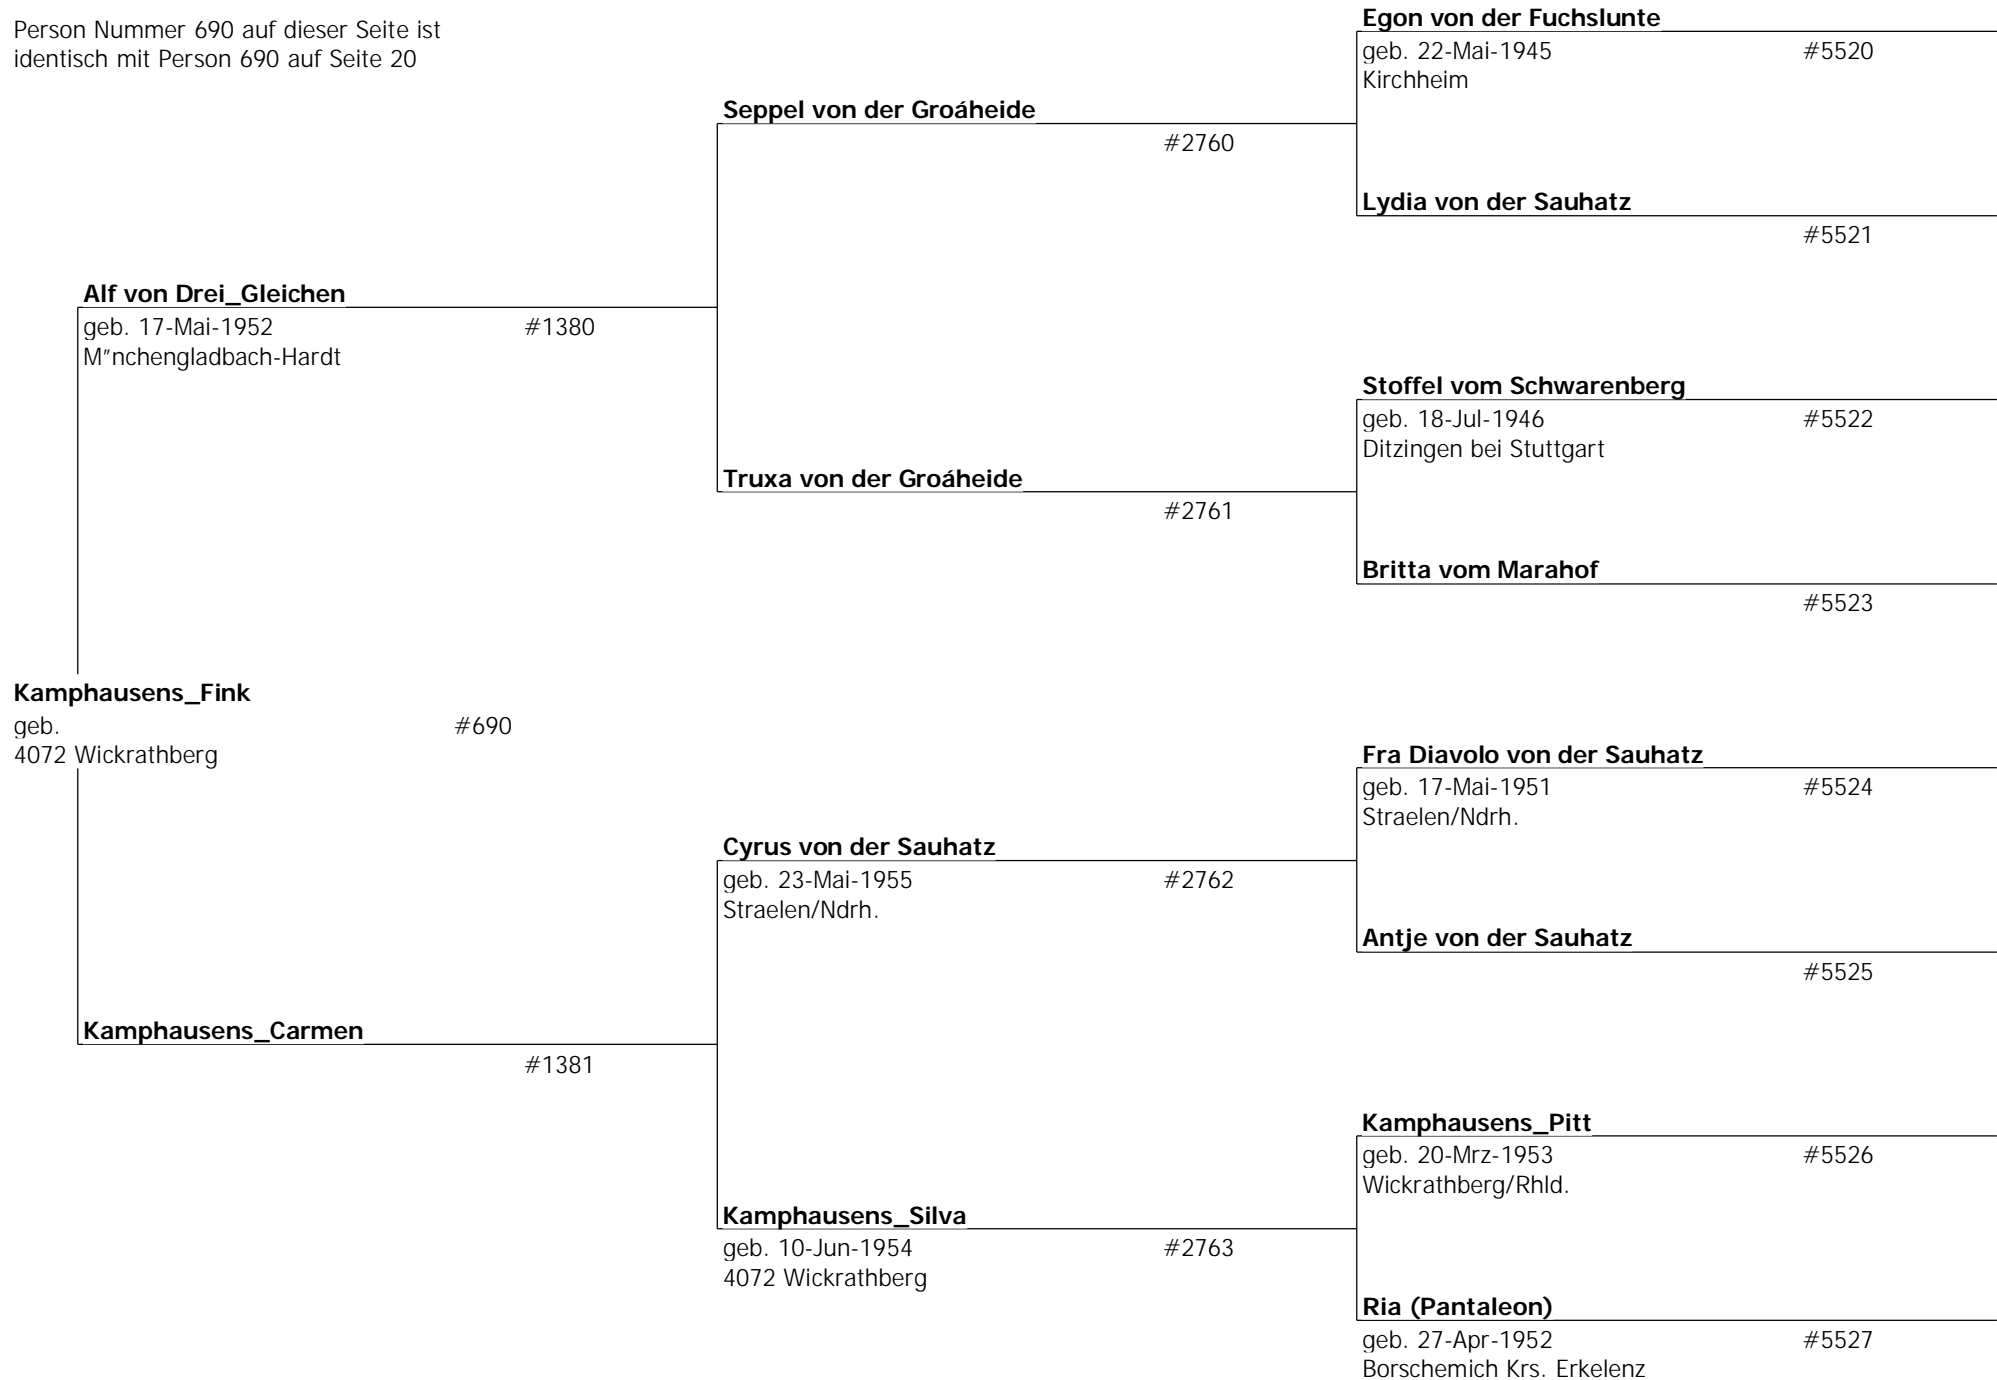 Person Nummer 690 auf dieser Seite ist
identisch mit Person 690 auf Seite 20
Egon von der Fuchslunte
geb. 22-Mai-1945 #5520
Kirchheim
Seppel von der Groáheide
#2760
Lydia von der Sauhatz
#5521
Alf von Drei_Gleichen
geb. 17-Mai-1952 #1380
M"nchengladbach-Hardt
Stoffel vom Schwarenberg
geb. 18-Jul-1946 #5522
Ditzingen bei Stuttgart
Truxa von der Groáheide
#2761
Britta vom Marahof
#5523
Kamphausens_Fink
geb. #690
4072 Wickrathberg
Fra Diavolo von der Sauhatz
geb. 17-Mai-1951 #5524
Straelen/Ndrh.
Cyrus von der Sauhatz
geb. 23-Mai-1955 #2762
Straelen/Ndrh.
Antje von der Sauhatz
#5525
Kamphausens_Carmen
#1381
Kamphausens_Pitt
geb. 20-Mrz-1953 #5526
Wickrathberg/Rhld.
Kamphausens_Silva
geb. 10-Jun-1954 #2763
4072 Wickrathberg
Ria (Pantaleon)
geb. 27-Apr-1952 #5527
Borschemich Krs. Erkelenz